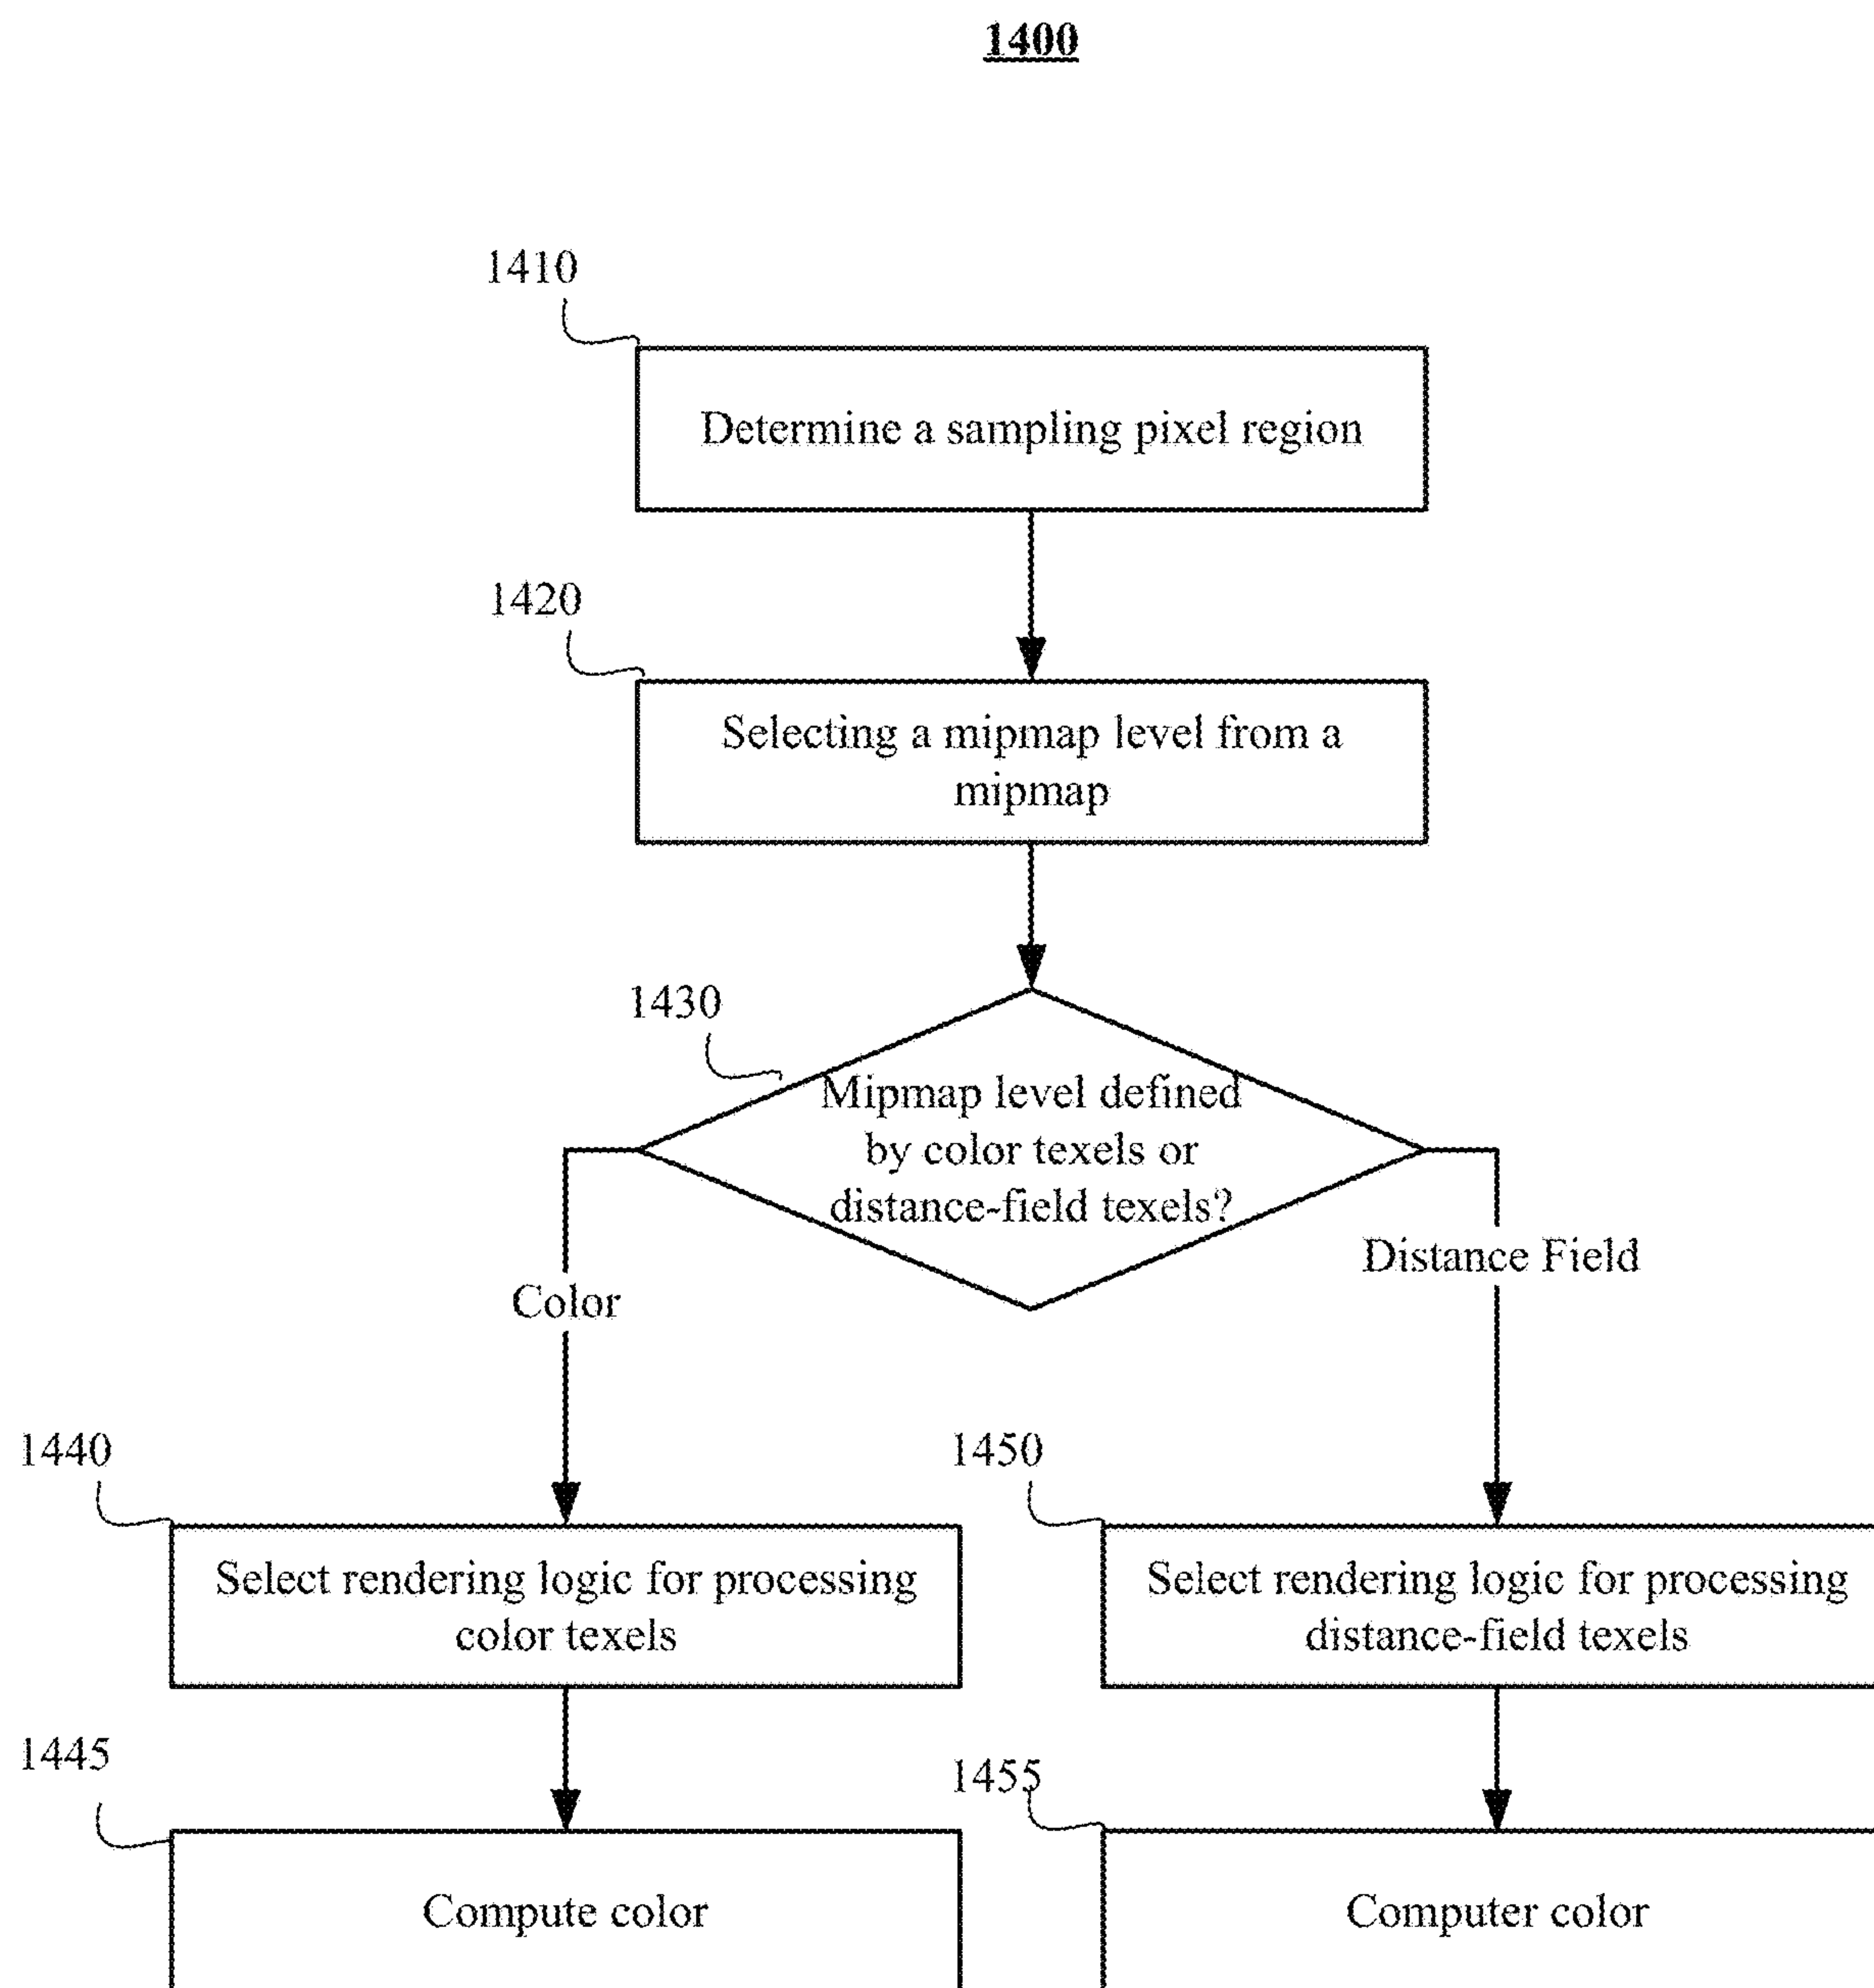 1400
1410
Determine a sampling pixel region
1420
Selecting a mipmap level from a
mipmap
1430
Mipmap level defined
by color texels or
distance-field texels?
Color
Distance Field
1440
Select rendering logic for processing
color texels
1450
Select rendering logic for processing
distance-field texels
1445
Compute color
1455
Computer color